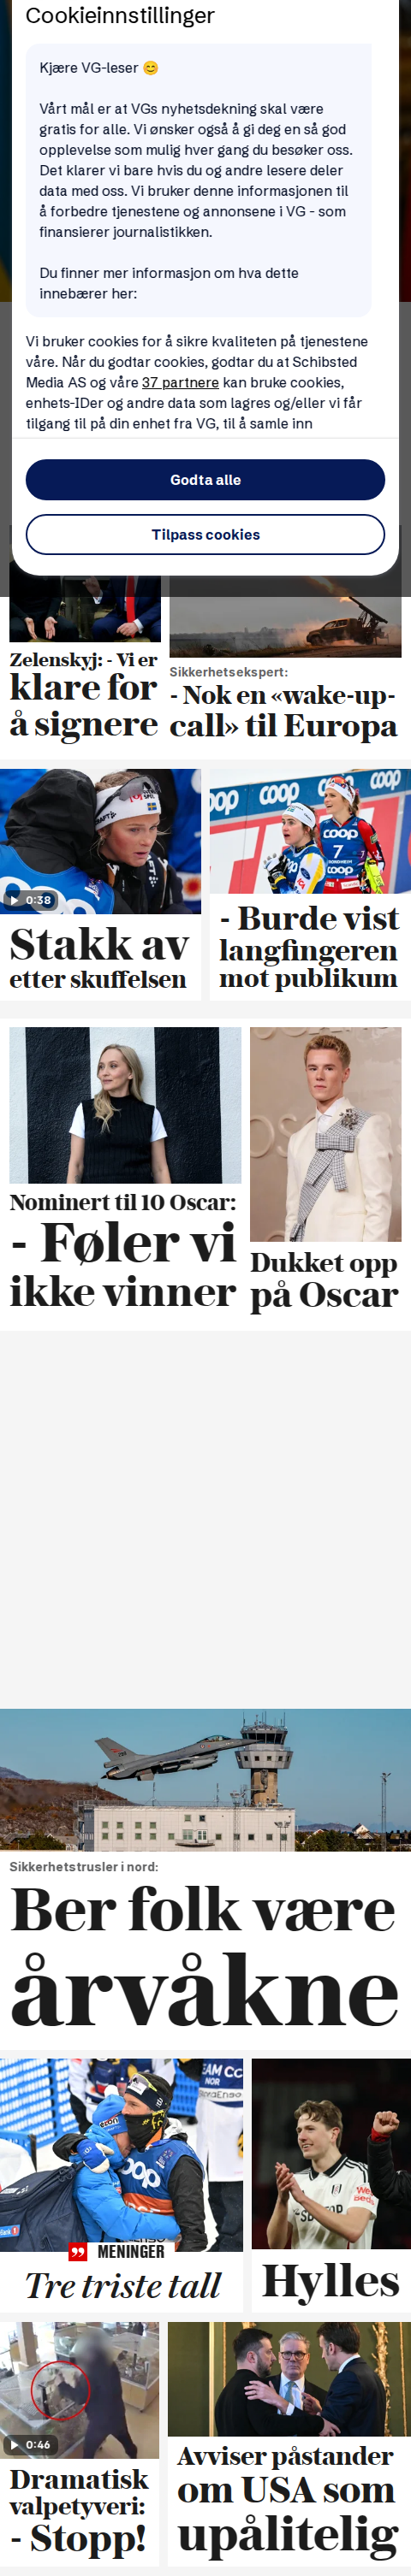 Cookieinnstillinger
Kjære VG-leser 😊
Vårt mål er at VGs nyhetsdekning skal være
gratis for alle. Vi ønsker også å gi deg en så god
opplevelse som mulig hver gang du besøker oss.
Det klarer vi bare hvis du og andre lesere deler
data med oss. Vi bruker denne informasjonen til
å forbedre tjenestene og annonsene i VG - som
finansierer journalistikken.
Du finner mer informasjon om hva dette
innebærer her:
Vi bruker cookies for å sikre kvaliteten på tjenestene
våre. Når du godtar cookies, godtar du at Schibsted
Media AS og våre 37 partnere kan bruke cookies,
enhets-IDer og andre data som lagres og/eller vi får
tilgang til på din enhet fra VG, til å samle inn
Godta alle
Tilpass cookies
Zelenskyj: - Vi er
klare for
å signere
Sikkerhetsekspert:
- Nok en «wake-up-
call» til Europa
0:38
Stakk av
etter skuffelsen
coop
coop
coop
7
- Burde vist
langfingeren
mot publikum
Nominert til 10 Oscar:
- Føler vi
ikke vinner
Dukket opp
på Oscar
Sikkerhetstrusler i nord:
Ber folk være
årvåkne
MENINGER
Tre triste tall
Hylles
0:46
Dramatisk
valpetyveri:
- Stopp!
Avviser påstander
om USA som
upålitelig